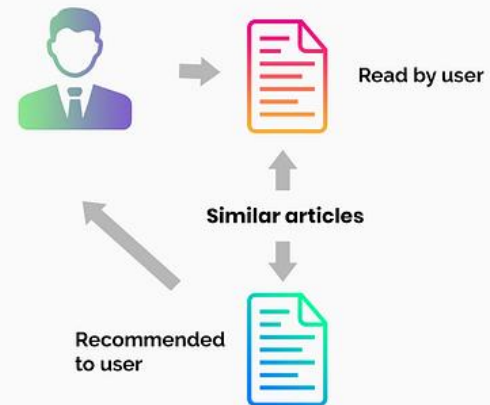 Read by user
Similar articles
Recommended
to user